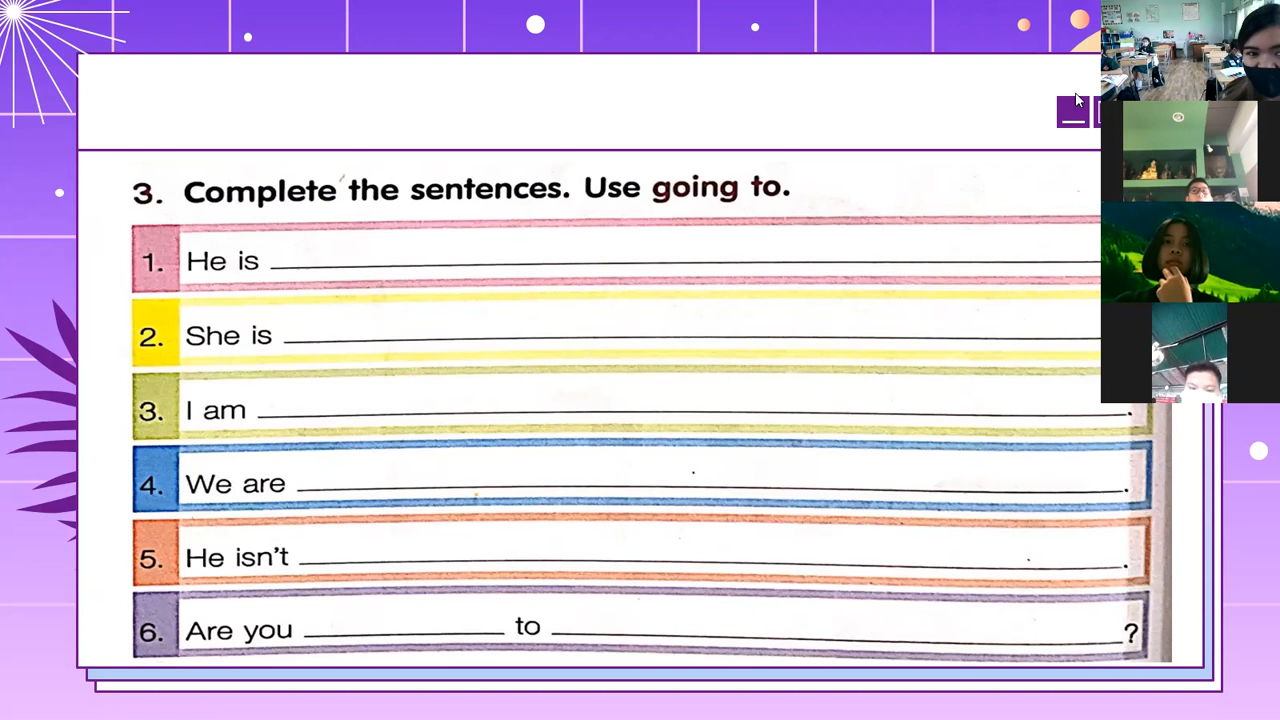 3. Complete the sentences. Use going to.
1. He is
2. She is
3. I am .
4. We are .
5. He isn't .
6. Are you to ?